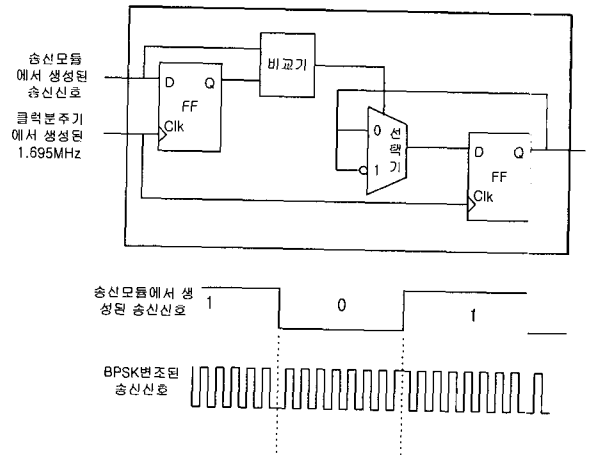 송신모듈
에서 생성된
송신신호
클럭분주기
에서 생성된
1.695MHz
D Q
FF
Clk
비교기
0
1
선
택
기
D Q
FF
Clk
송신모듈에서 생
성된 송신신호
1
0
1
BPSK변조된
송신신호